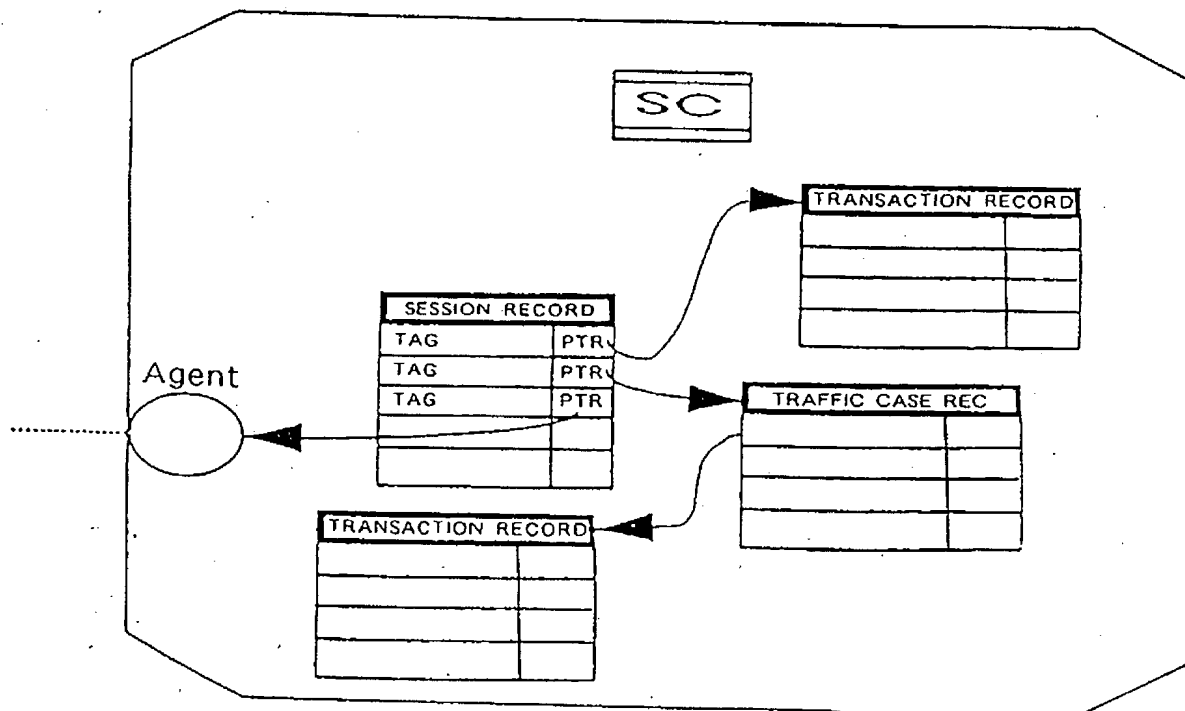 SC
TRANSACTION RECORD
SESSION RECORD
TAG PTR
TAG PTR
TAG PTR
Agent
TRAFFIC CASE REC
TRANSACTION RECORD